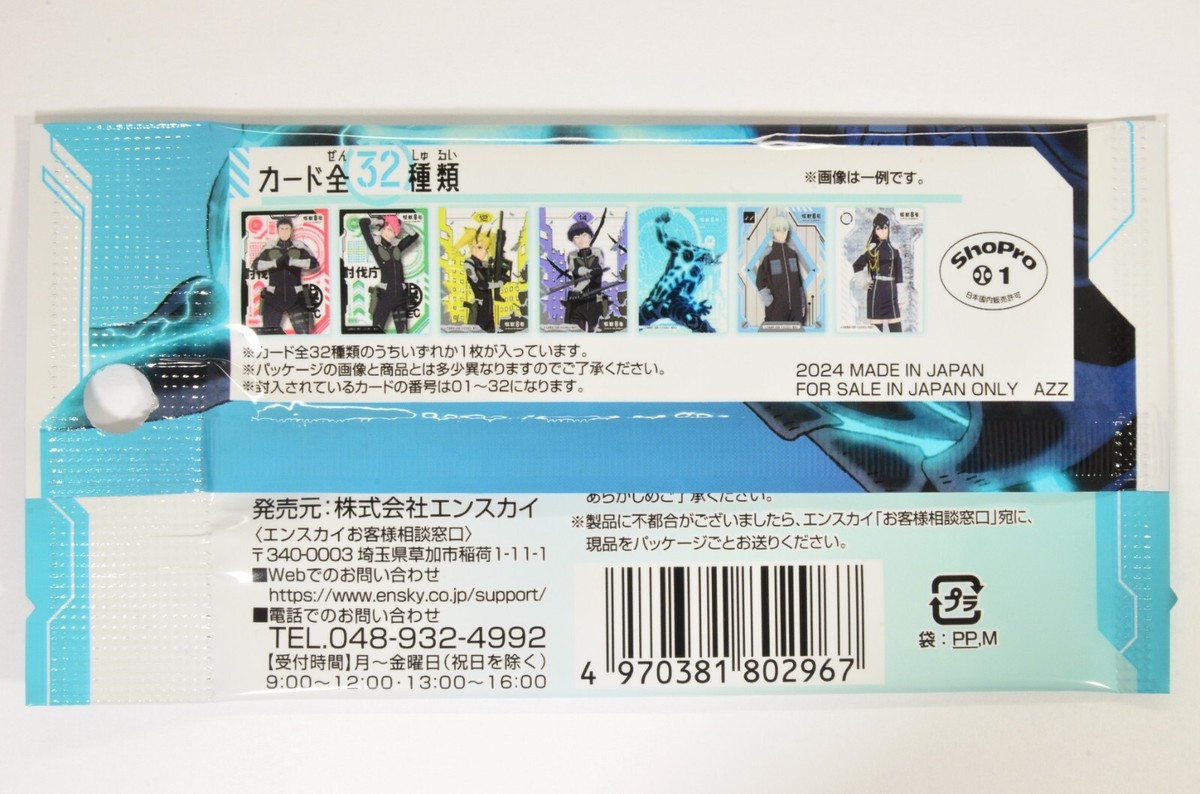 ぜん しゅるい
カード全32種類
※画像は一例です。
12
14
討伐庁
ShoPro
1
日本国内販売許可
※カード全32種類のうちいずれか1枚が入っています。
※パッケージの画像と商品とは多少異なりますのでご了承ください。
※封入されているカードの番号は01～32になります。
2024 MADE IN JAPAN
FOR SALE IN JAPAN ONLY AZZ
発売元:株式会社エンスカイ
〈エンスカイお客様相談窓口〉
〒340-0003 埼玉県草加市稲荷1-11-1
■Webでのお問い合わせ
https://www.ensky.co.jp/support/
■電話でのお問い合わせ
TEL.048-932-4992
【受付時間】月～金曜日(祝日を除く)
9:00～12:00・13:00～16:00
あらかじめご了承ください。
※製品に不都合がございましたら、エンスカイ「お客様相談窓口」宛に、
現品をパッケージごとお送りください。
4 970381 802967
プラ
袋:PP,M